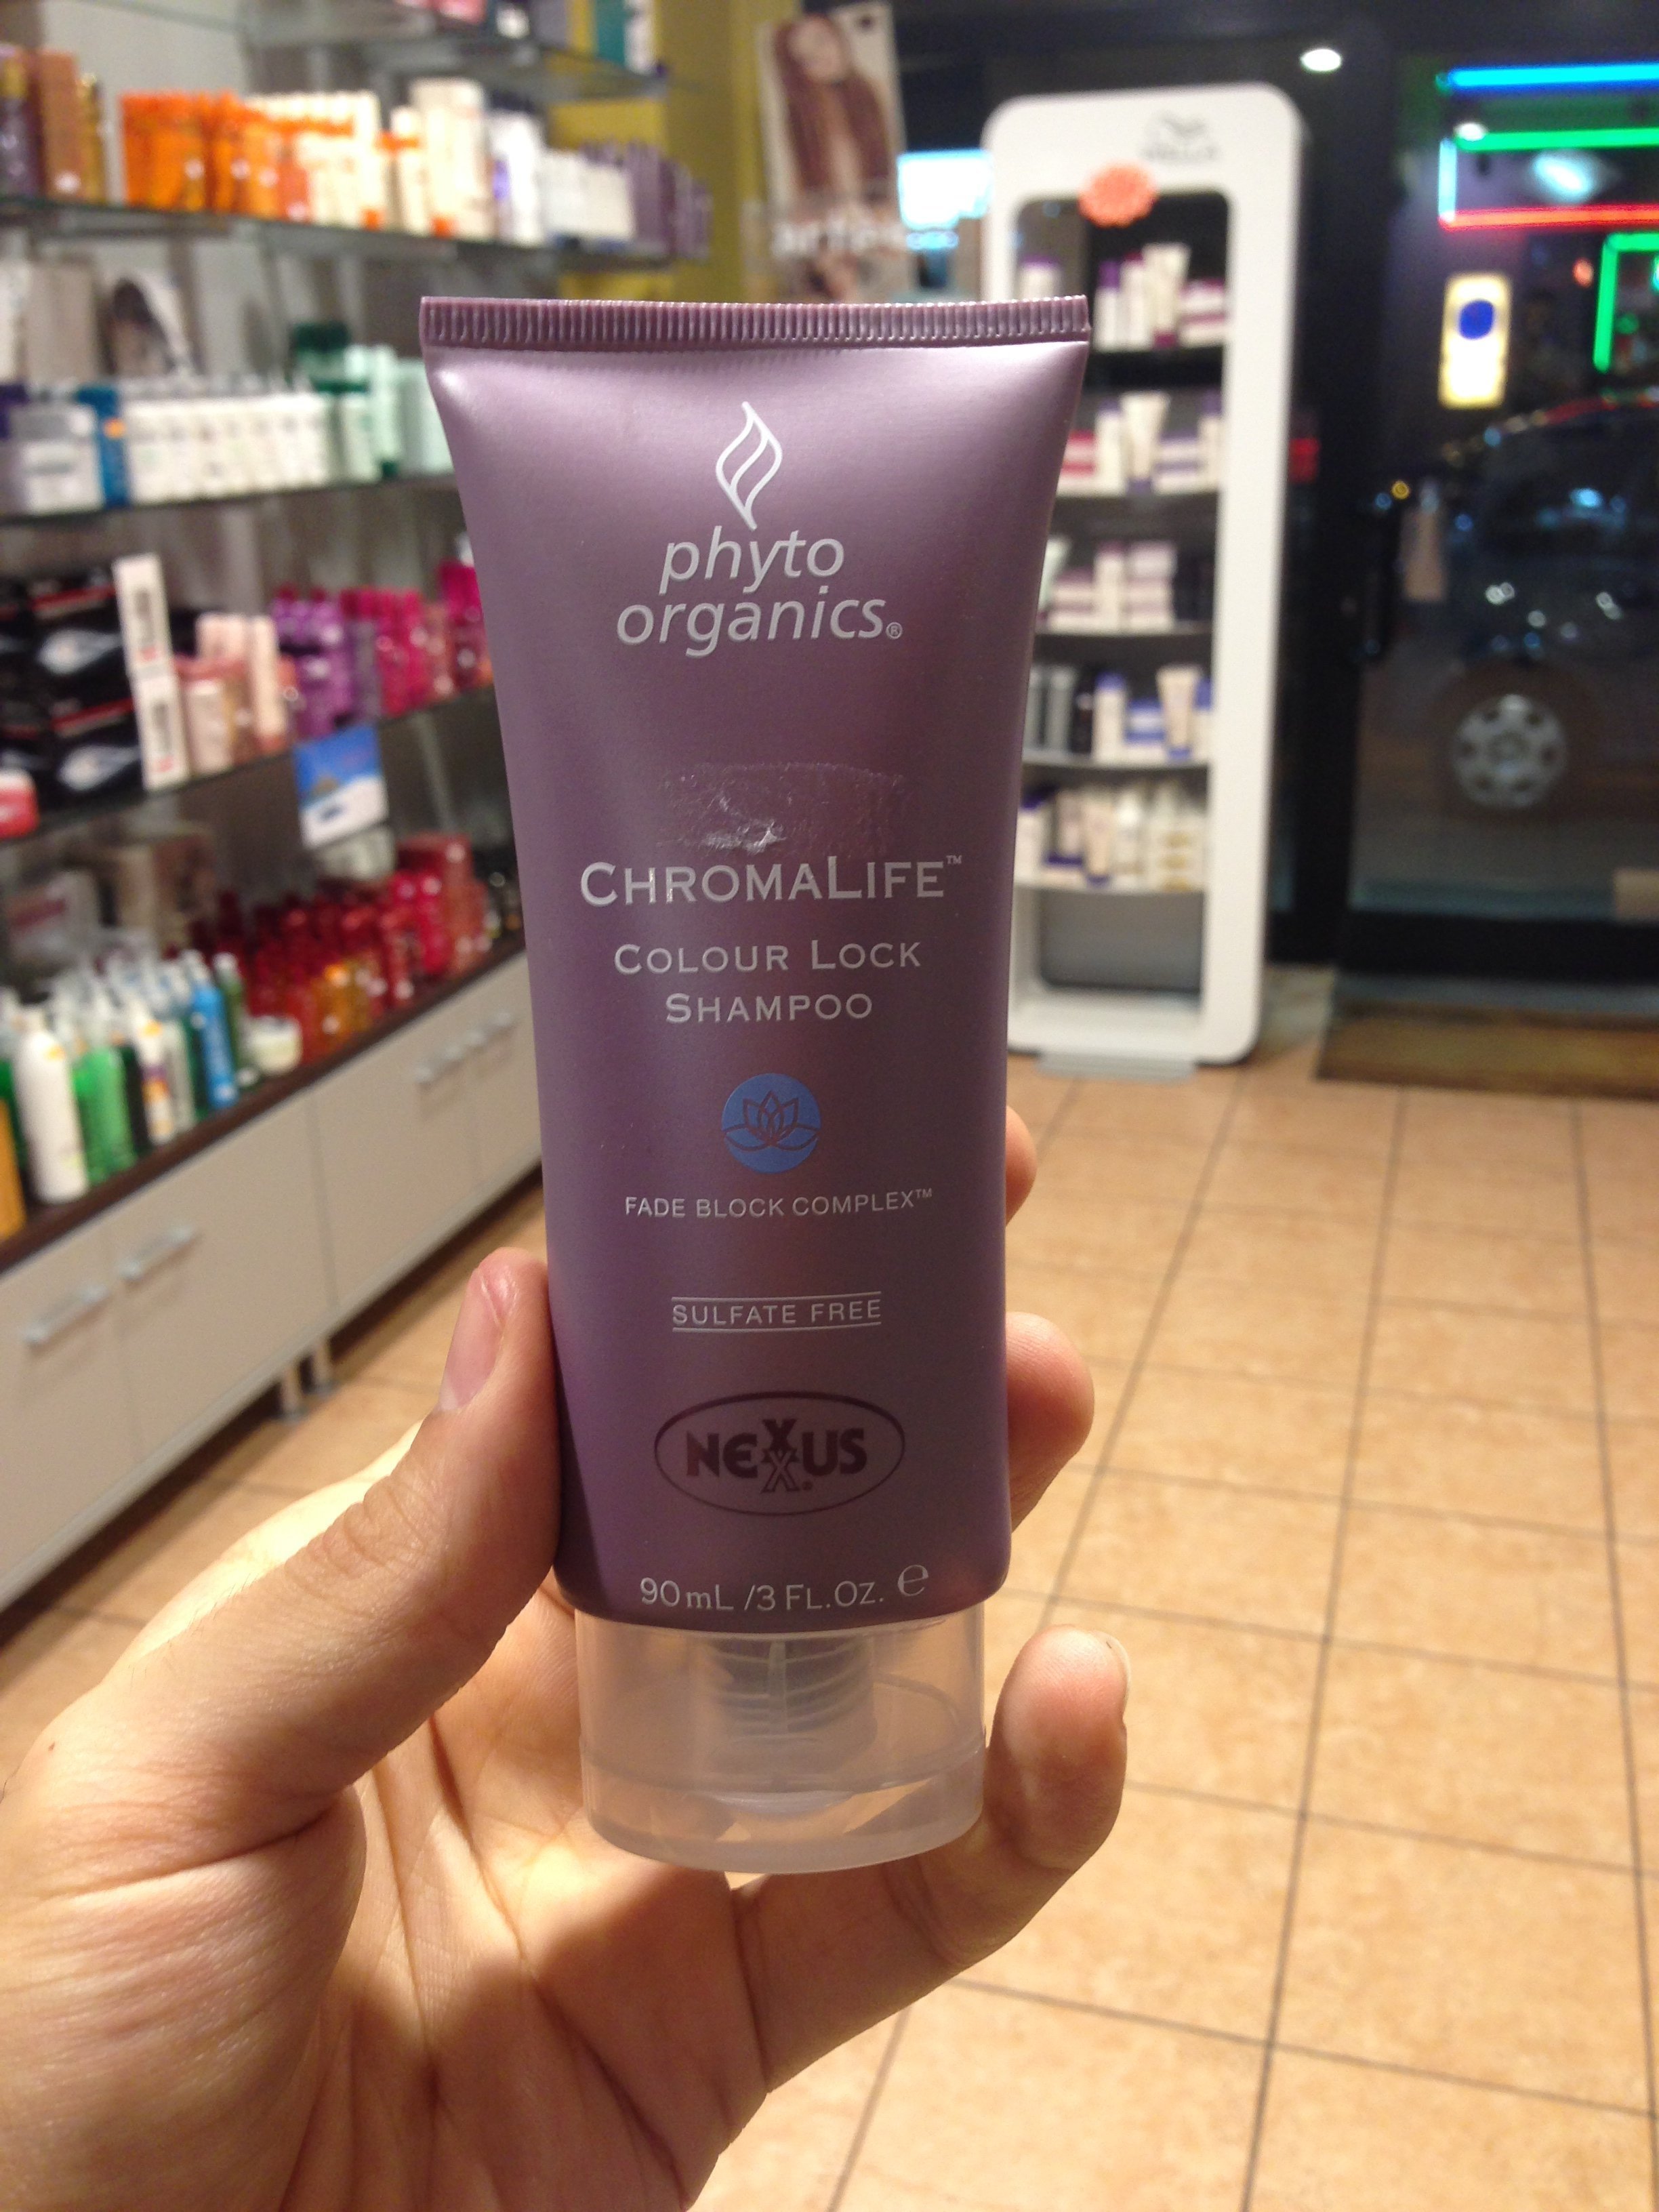 phyto
organics®
CHROMALIFE™
COLOUR LOCK
SHAMPOO
FADE BLOCK COMPLEX™
SULFATE FREE
NEXXUS®
90mL /3 FL.OZ. ℮